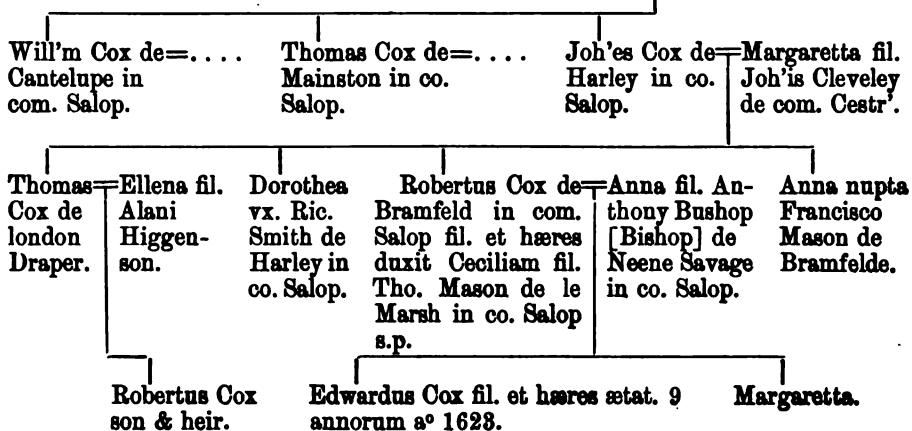 Will'm Cox de=....
Cantelupe in
com. Salop.
Thomas Cox de=....
Mainston in co.
Salop.
Joh'es Cox de=
Harley in co.
Salop.
Margaretta fil.
Joh'is Cleveley
de com. Cestr'.
Thomas=
Cox de
london
Draper.
Ellena fil.
Alani
Higgen-
son.
Dorothea
vx. Ric.
Smith de
Harley in
co. Salop.
Robertus Cox de=
Bramfeld in com.
Salop fil. et hæres
duxit Ceciliam fil.
Tho. Mason de le
Marsh in co. Salop
s.p.
Anna fil. An-
thony Bushop
[Bishop] de
Neene Savage
in co. Salop.
Anna nupta
Francisco
Mason de
Bramfelde.
Robertus Cox
son & heir.
Edwardus Cox fil. et hæres ætat. 9
annorum aº 1623.
Margaretta.